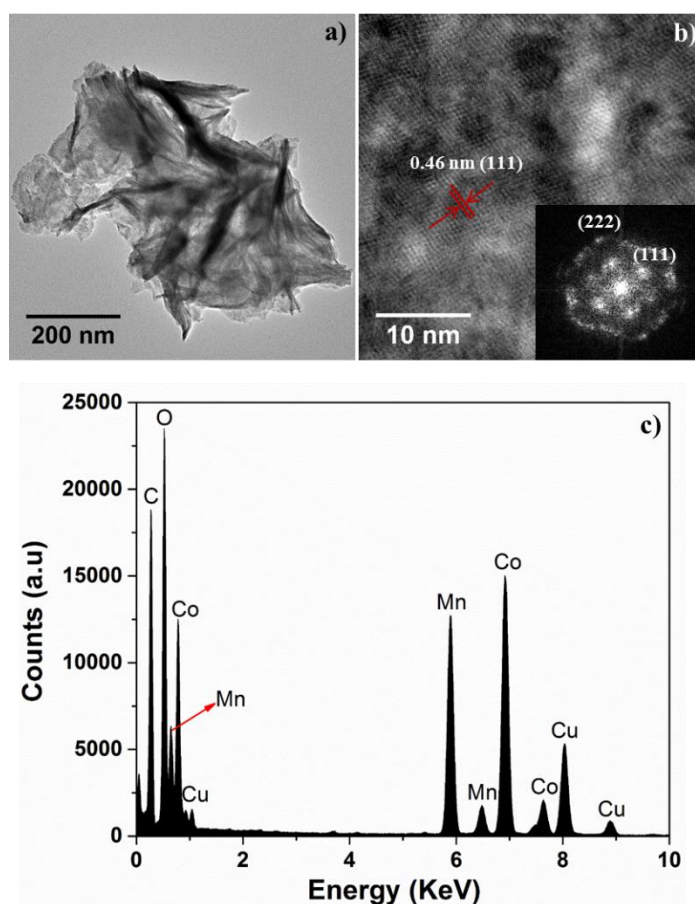 a)
200 nm
b)
0.46 nm (111)
10 nm
(222)
(111)
c)
25000
20000
15000
10000
5000
0
Counts (a.u)
C
O
Co
Mn
Cu
Mn
Mn
Co
Co
Cu
Cu
0 2 4 6 8 10
Energy (KeV)